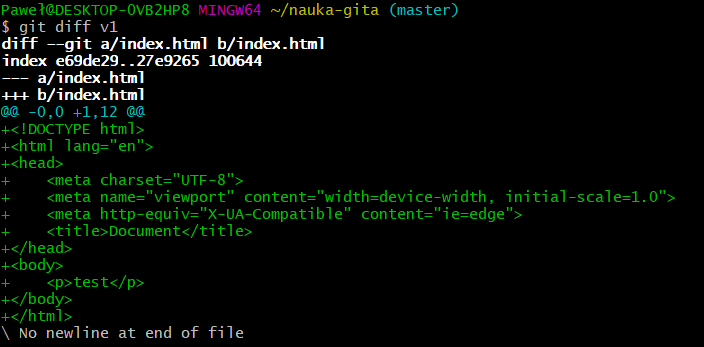 Paweł@DESKTOP-OVB2HP8 MINGW64 ~/nauka-gita (master)
$ git diff v1
diff --git a/index.html b/index.html
index e69de29..27e9265 100644
--- a/index.html
+++ b/index.html
@@ -0,0 +1,12 @@
+<!DOCTYPE html>
+<html lang="en">
+<head>
+    <meta charset="UTF-8">
+    <meta name="viewport" content="width=device-width, initial-scale=1.0">
+    <meta http-equiv="X-UA-Compatible" content="ie=edge">
+    <title>Document</title>
+</head>
+<body>
+    <p>test</p>
+</body>
+</html>
\ No newline at end of file